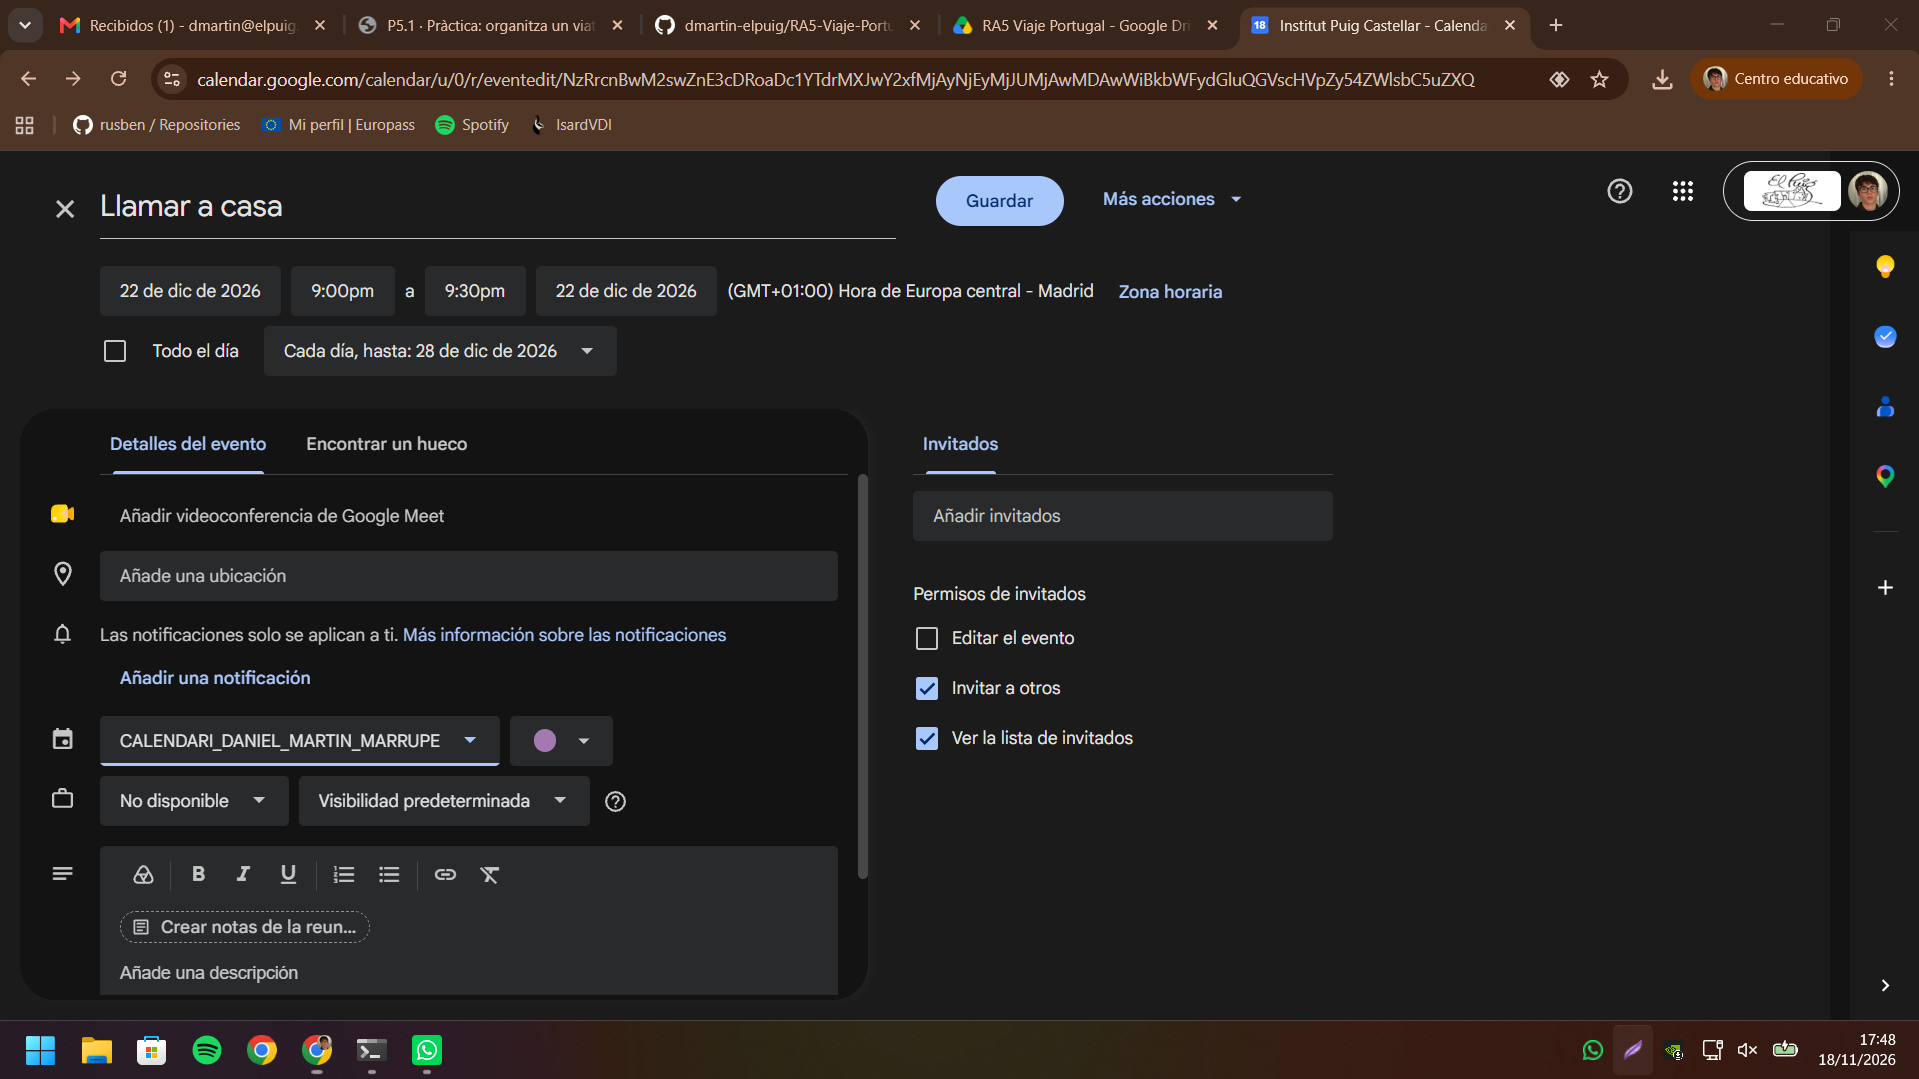 Recibidos (1) - dmartin@elpuig.
P5.1 · Pràctica: organitza un viat
dmartin-elpuig/RA5-Viaje-Portu
RA5 Viaje Portugal - Google Dri
18
Institut Puig Castellar - Calenda
calendar.google.com/calendar/u/0/r/eventedit/NzRrcnBwM2swZnE3cDRoaDc1YTdrMXJwY2xfMjAyNjEyMjJUMjAwMDAwWiBkbWFydGluQGVscHVpZy54ZWlsbC5uZXQ
Centro educativo
rusben / Repositories
Mi perfil | Europass
Spotify
IsardVDI
Llamar a casa
Guardar
Más acciones
El Puig
22 de dic de 2026
9:00pm
a
9:30pm
22 de dic de 2026
(GMT+01:00) Hora de Europa central - Madrid
Zona horaria
Todo el día
Cada día, hasta: 28 de dic de 2026
Detalles del evento
Encontrar un hueco
Añadir videoconferencia de Google Meet
Añade una ubicación
Las notificaciones solo se aplican a ti. Más información sobre las notificaciones
Añadir una notificación
CALENDARI_DANIEL_MARTIN_MARRUPE
No disponible
Visibilidad predeterminada
B I U
Crear notas de la reun...
Añade una descripción
Invitados
Añadir invitados
Permisos de invitados
Editar el evento
Invitar a otros
Ver la lista de invitados
17:48
18/11/2026